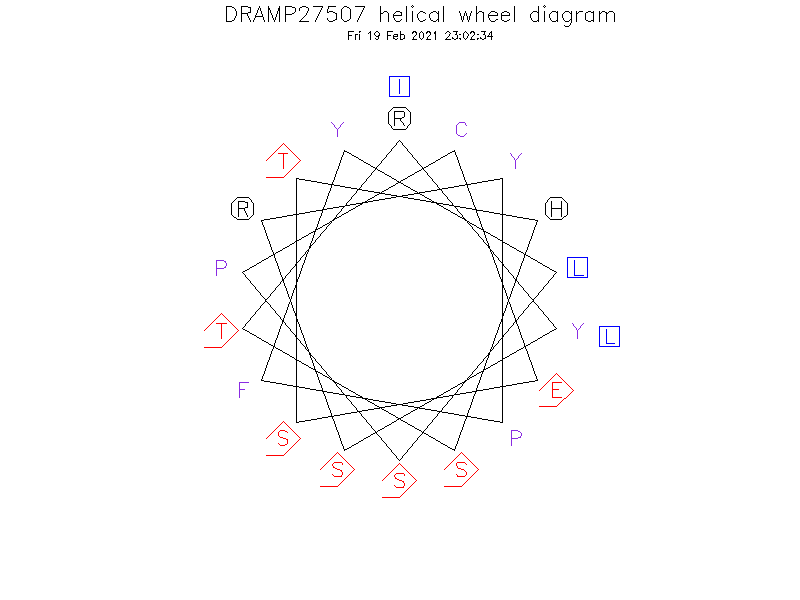 DRAMP27507 helical wheel diagram
Fri 19 Feb 2021 23:02:34
I
R
Y C
T Y
R H
P L
T Y L
F E
S P
S S
S